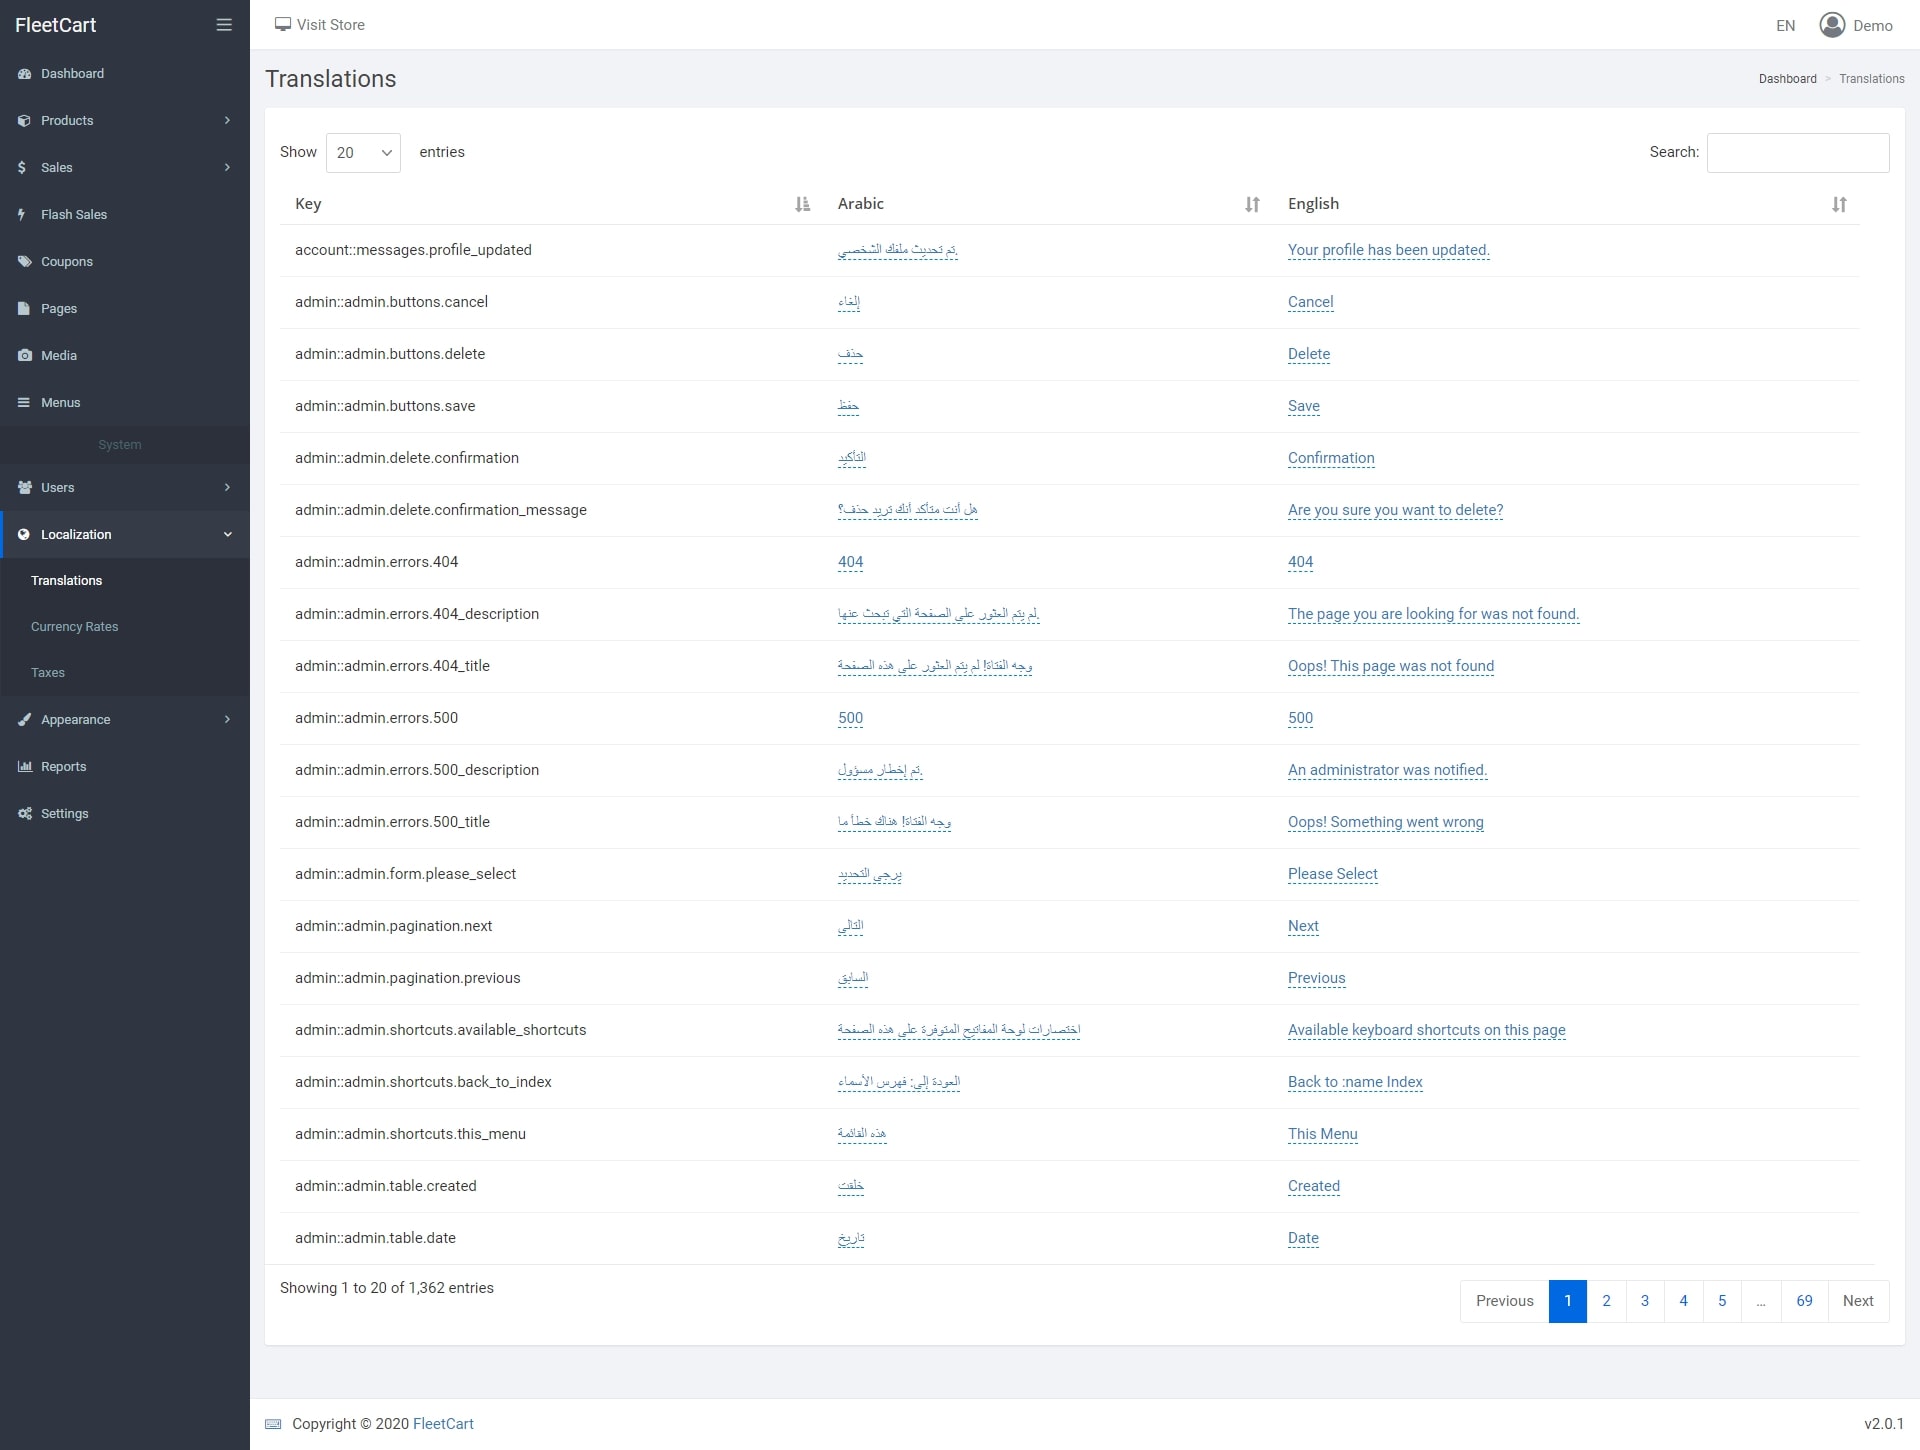 FleetCart
Visit Store
EN
Demo
Dashboard
Products
Sales
Flash Sales
Coupons
Pages
Media
Menus
System
Users
Localization
Translations
Currency Rates
Taxes
Appearance
Reports
Settings
Translations
Dashboard > Translations
Show 20 entries
Search:
Key Arabic English
account::messages.profile_updated تم تحديث ملفك الشخصي. Your profile has been updated.
admin::admin.buttons.cancel إلغاء Cancel
admin::admin.buttons.delete حذف Delete
admin::admin.buttons.save حفظ Save
admin::admin.delete.confirmation التأكيد Confirmation
admin::admin.delete.confirmation_message هل أنت متأكد أنك تريد حذف؟ Are you sure you want to delete?
admin::admin.errors.404 404 404
admin::admin.errors.404_description لم يتم العثور على الصفحة التي تبحث عنها. The page you are looking for was not found.
admin::admin.errors.404_title وجه الفتاة! لم يتم العثور على هذه الصفحة Oops! This page was not found
admin::admin.errors.500 500 500
admin::admin.errors.500_description تم إخطار مسؤول. An administrator was notified.
admin::admin.errors.500_title وجه الفتاة! هناك خطأ ما Oops! Something went wrong
admin::admin.form.please_select يرجى التحديد Please Select
admin::admin.pagination.next التالى Next
admin::admin.pagination.previous السابق Previous
admin::admin.shortcuts.available_shortcuts اختصارات لوحة المفاتيح المتوفرة على هذه الصفحة Available keyboard shortcuts on this page
admin::admin.shortcuts.back_to_index العودة إلى: فهرس الأسماء Back to :name Index
admin::admin.shortcuts.this_menu هذه القائمة This Menu
admin::admin.table.created خلقت Created
admin::admin.table.date تاريخ Date
Showing 1 to 20 of 1,362 entries
Previous 1 2 3 4 5 … 69 Next
Copyright © 2020 FleetCart
v2.0.1